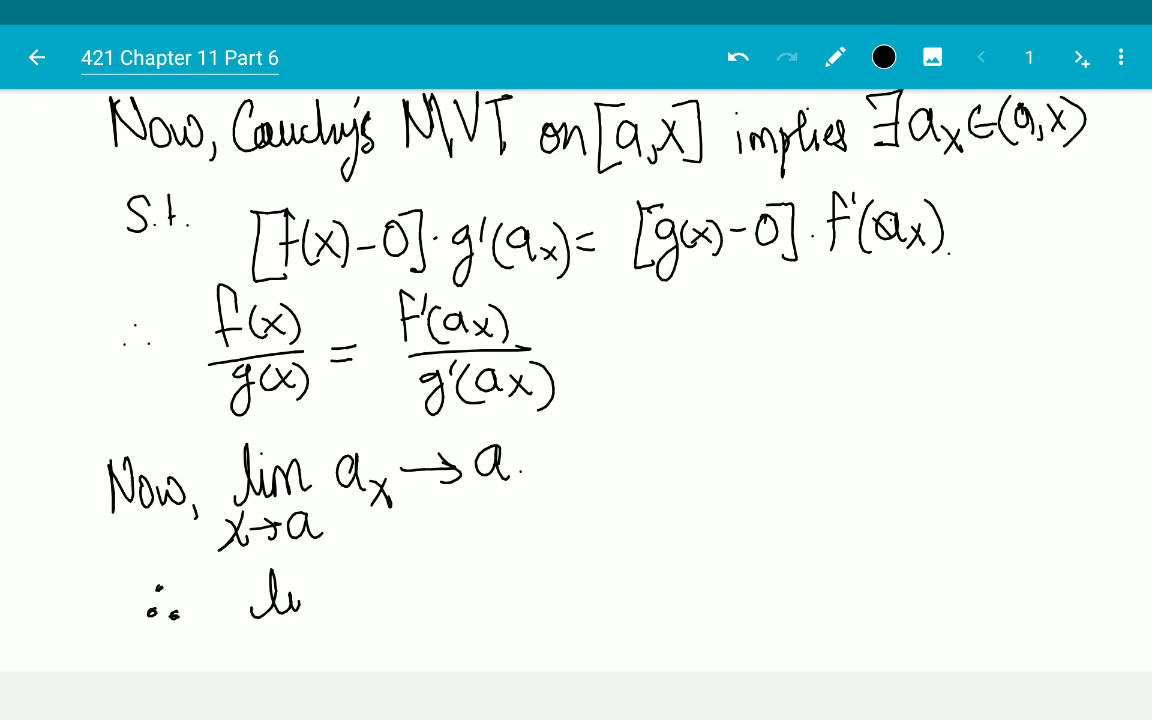 421 Chapter 11 Part 6
1
Now, Cauchy's MVT on [a,x] implies ∃ aₓ ∈ (a,x)
s.t. [f(x)-0]·g'(aₓ) = [g(x)-0]·f'(aₓ).
∴ f(x)/g(x) = f'(aₓ)/g'(aₓ)
Now, lim aₓ → a.
x→a
∴